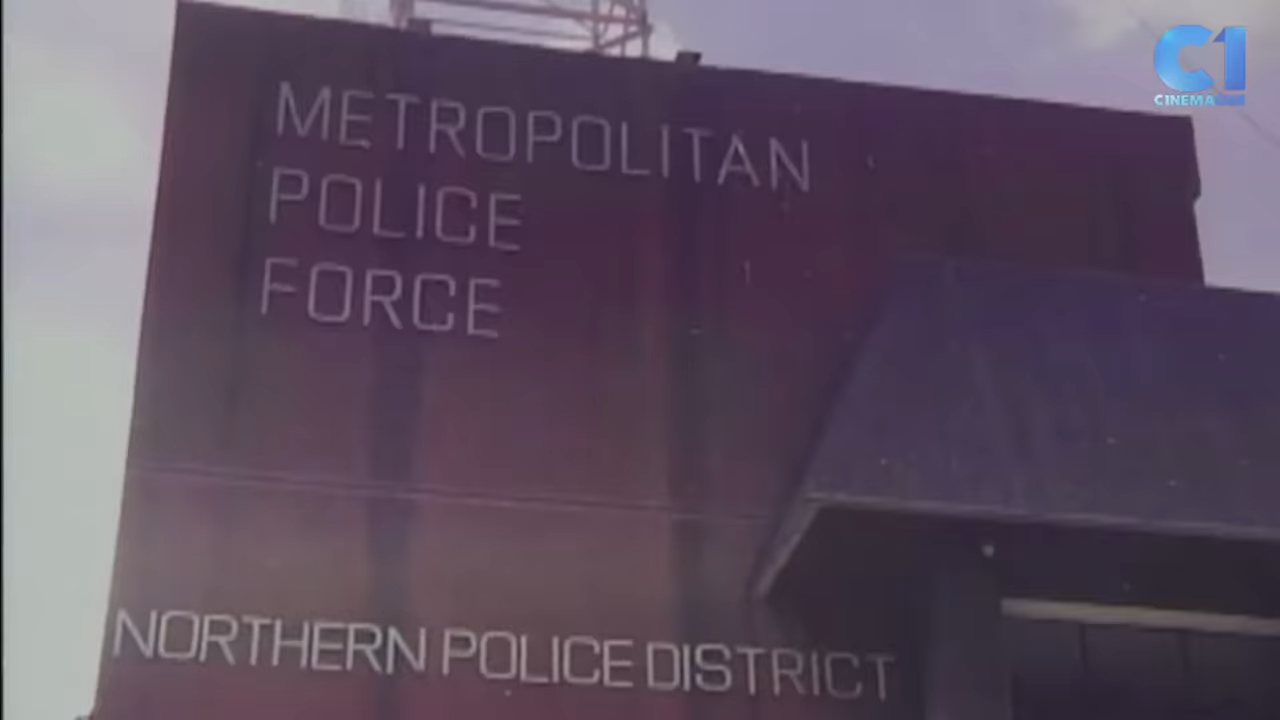 C1
CINEMA
METROPOLITAN
POLICE
FORCE
NORTHERN POLICE DISTRICT